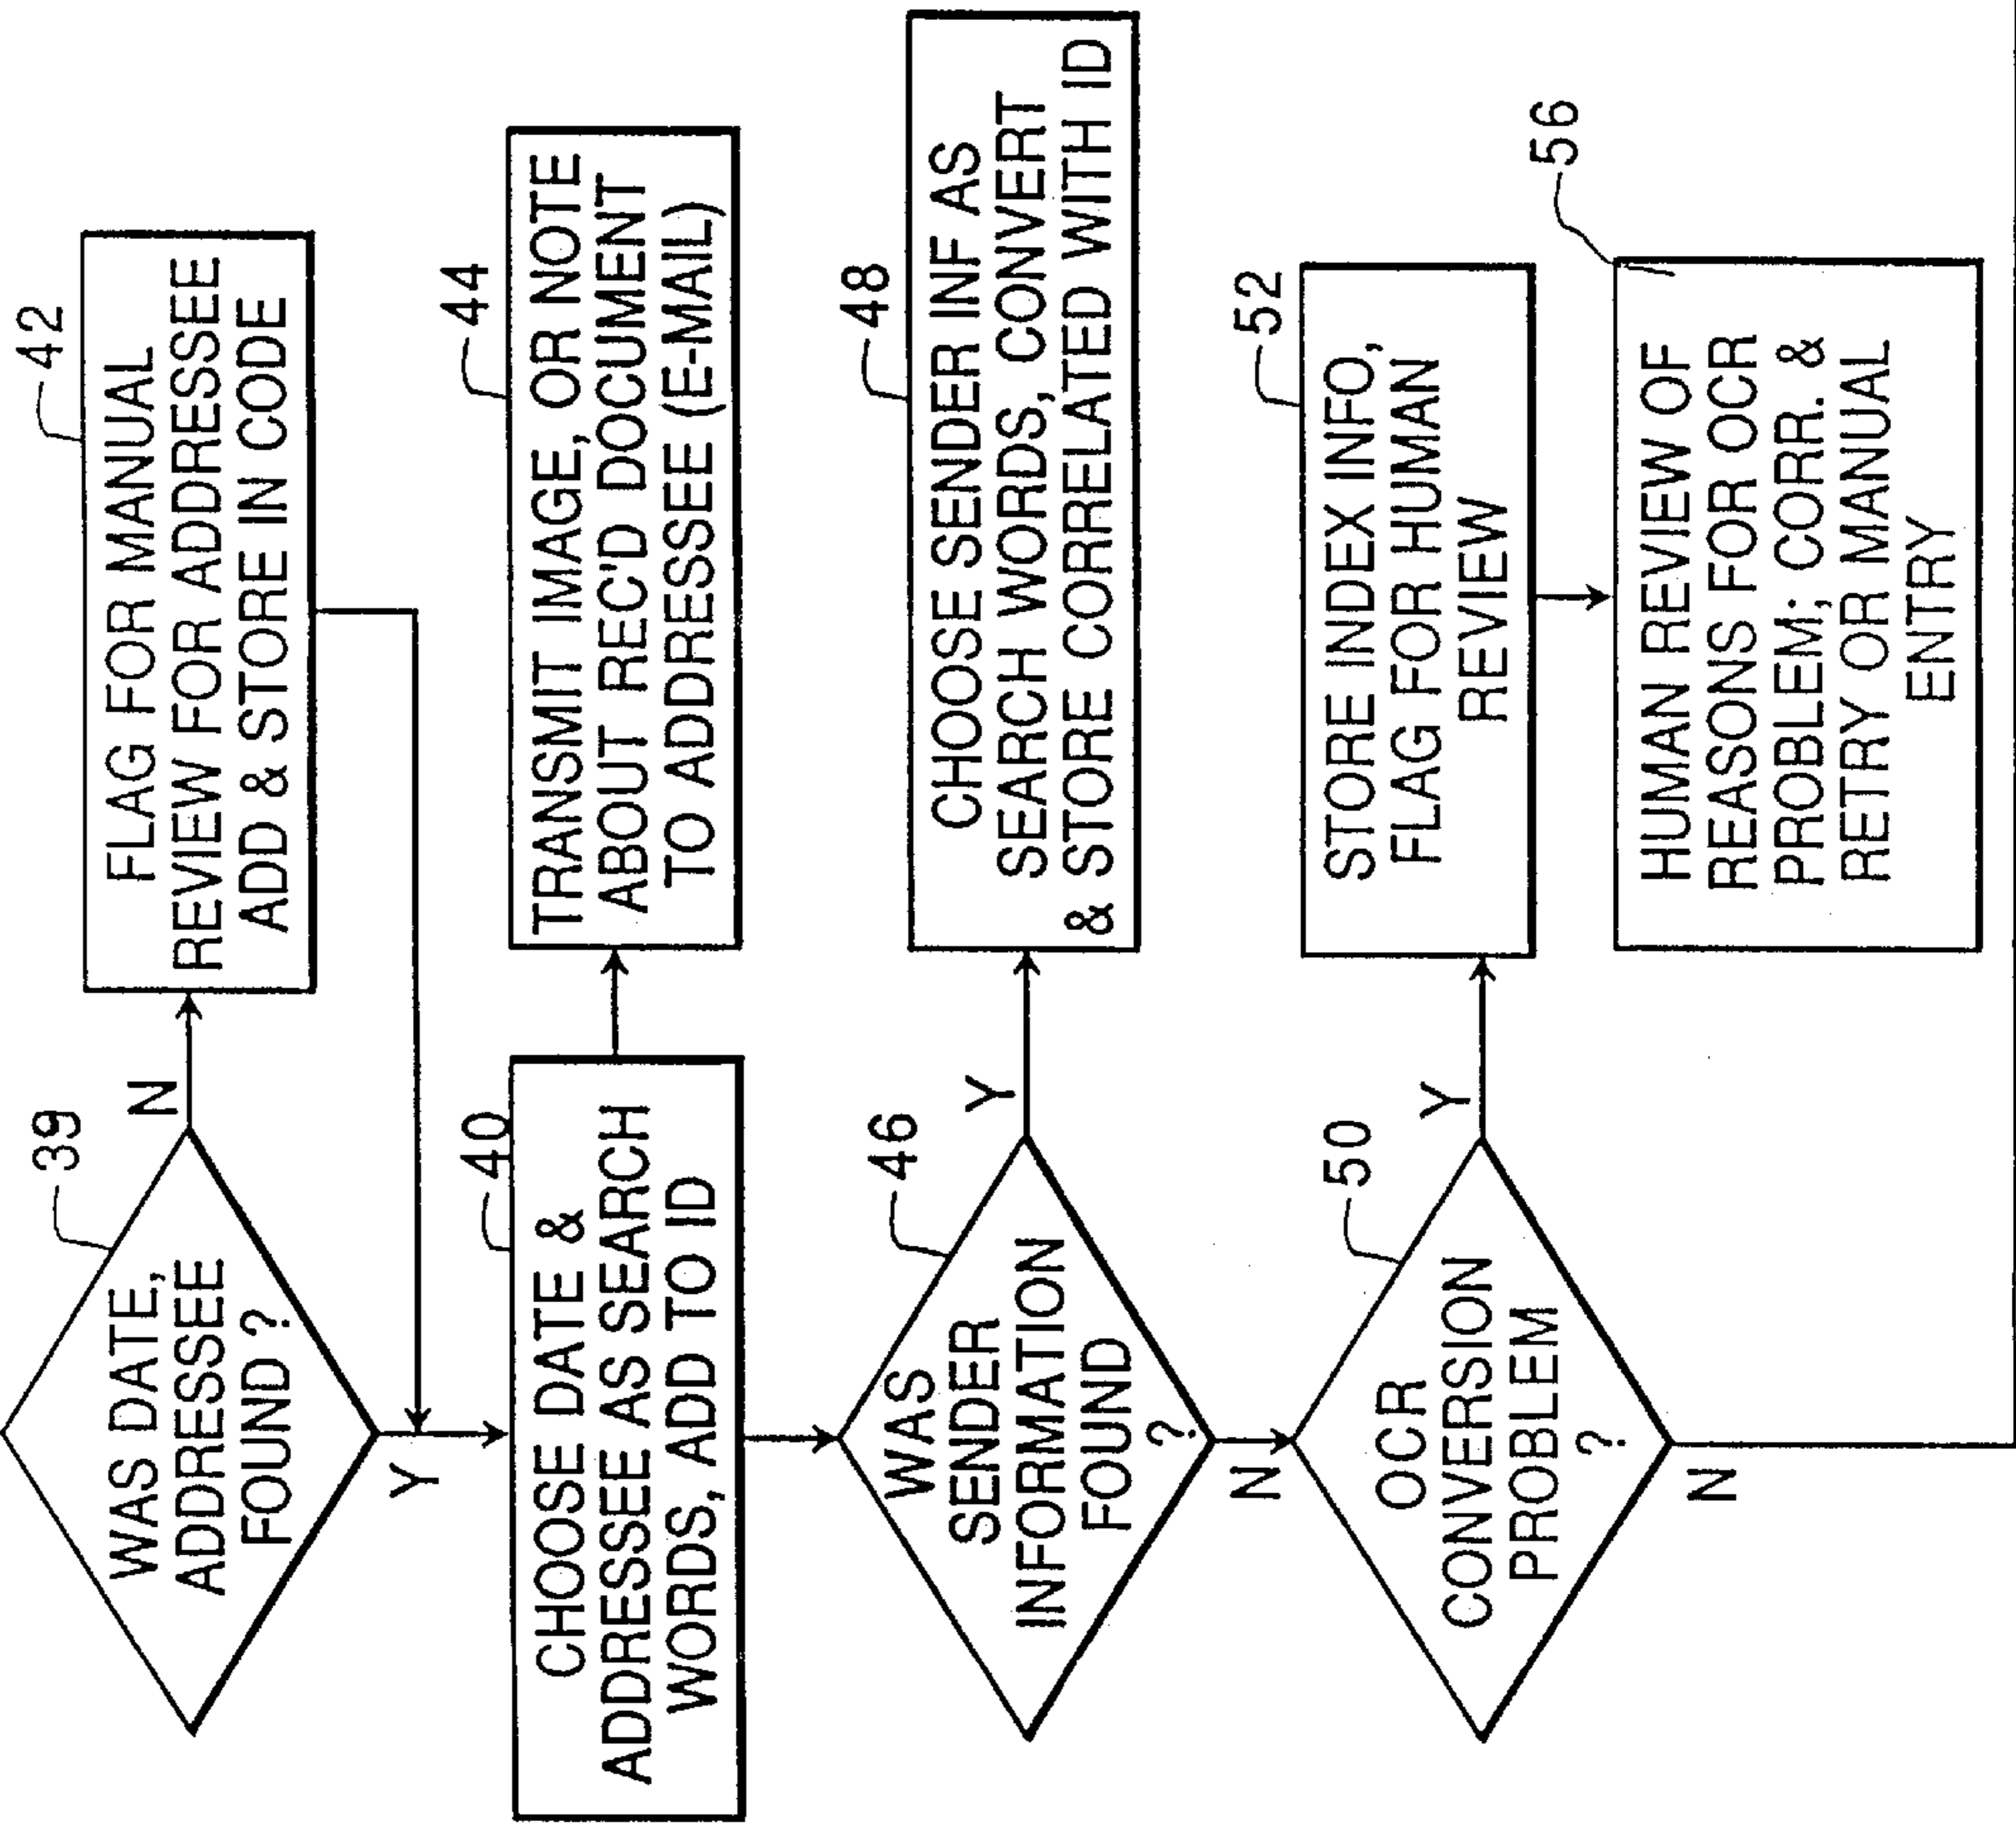 39
WAS DATE,
ADDRESSEE
FOUND ?
N
Y
42
FLAG FOR MANUAL
REVIEW FOR ADDRESSEE
ADD & STORE IN CODE
40
CHOOSE DATE &
ADDRESSEE AS SEARCH
WORDS, ADD TO ID
44
TRANSMIT IMAGE, OR NOTE
ABOUT REC'D DOCUMENT
TO ADDRESSEE (E-MAIL)
46
WAS
SENDER
INFORMATION
FOUND
?
Y
N
48
CHOOSE SENDER INF AS
SEARCH WORDS, CONVERT
& STORE CORRELATED WITH ID
50
OCR
CONVERSION
PROBLEM
?
Y
N
52
STORE INDEX INFO,
FLAG FOR HUMAN
REVIEW
56
HUMAN REVIEW OF
REASONS FOR OCR
PROBLEM; CORR. &
RETRY OR MANUAL
ENTRY